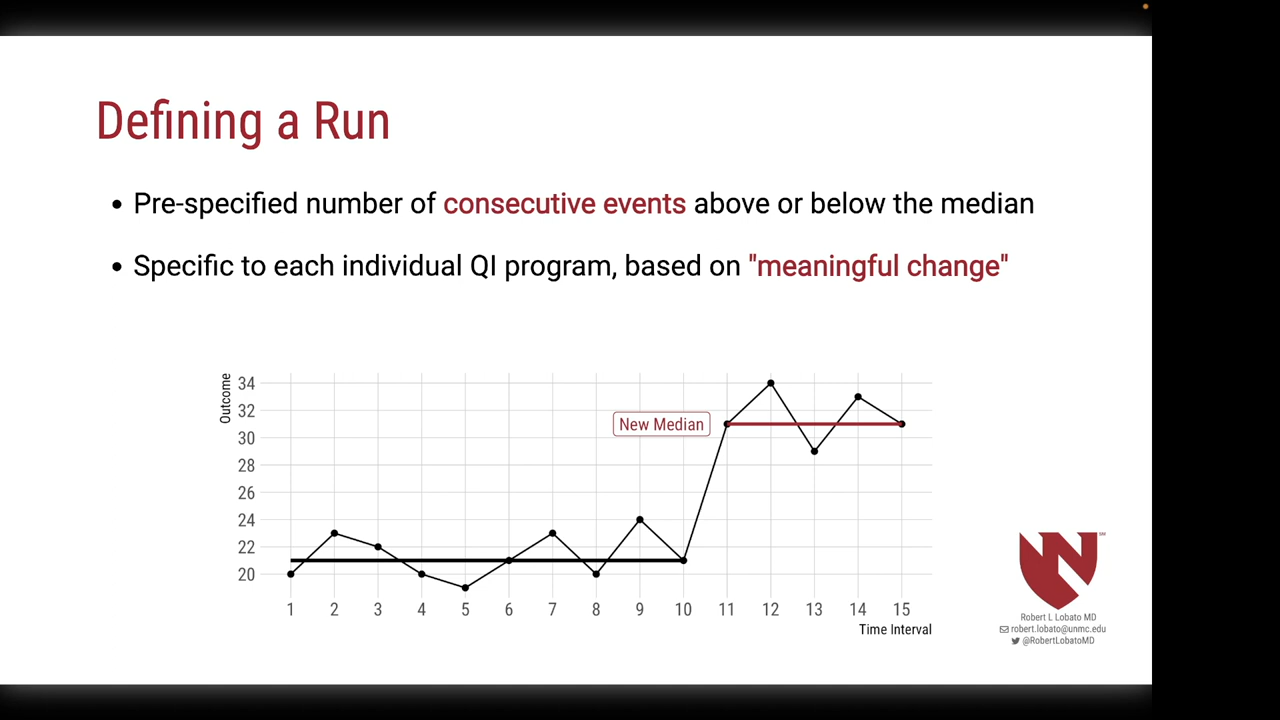 Defining a Run
• Pre-specified number of consecutive events above or below the median
• Specific to each individual QI program, based on "meaningful change"
Outcome
34
32
30
28
26
24
22
20
New Median
1 2 3 4 5 6 7 8 9 10 11 12 13 14 15
Time Interval
N
SM
Robert L Lobato MD
robert.lobato@unmc.edu
@RobertLobatoMD